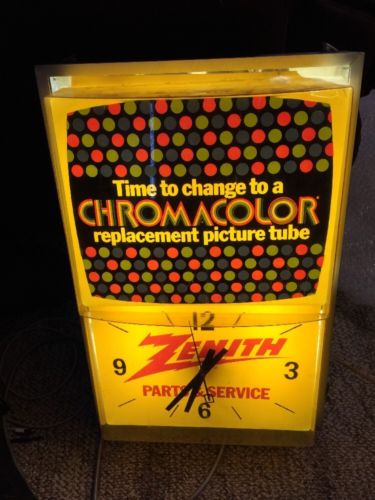 Time to change to a
CHROMACOLOR
replacement picture tube
12
ZENITH
9
3
PARTS & SERVICE
6